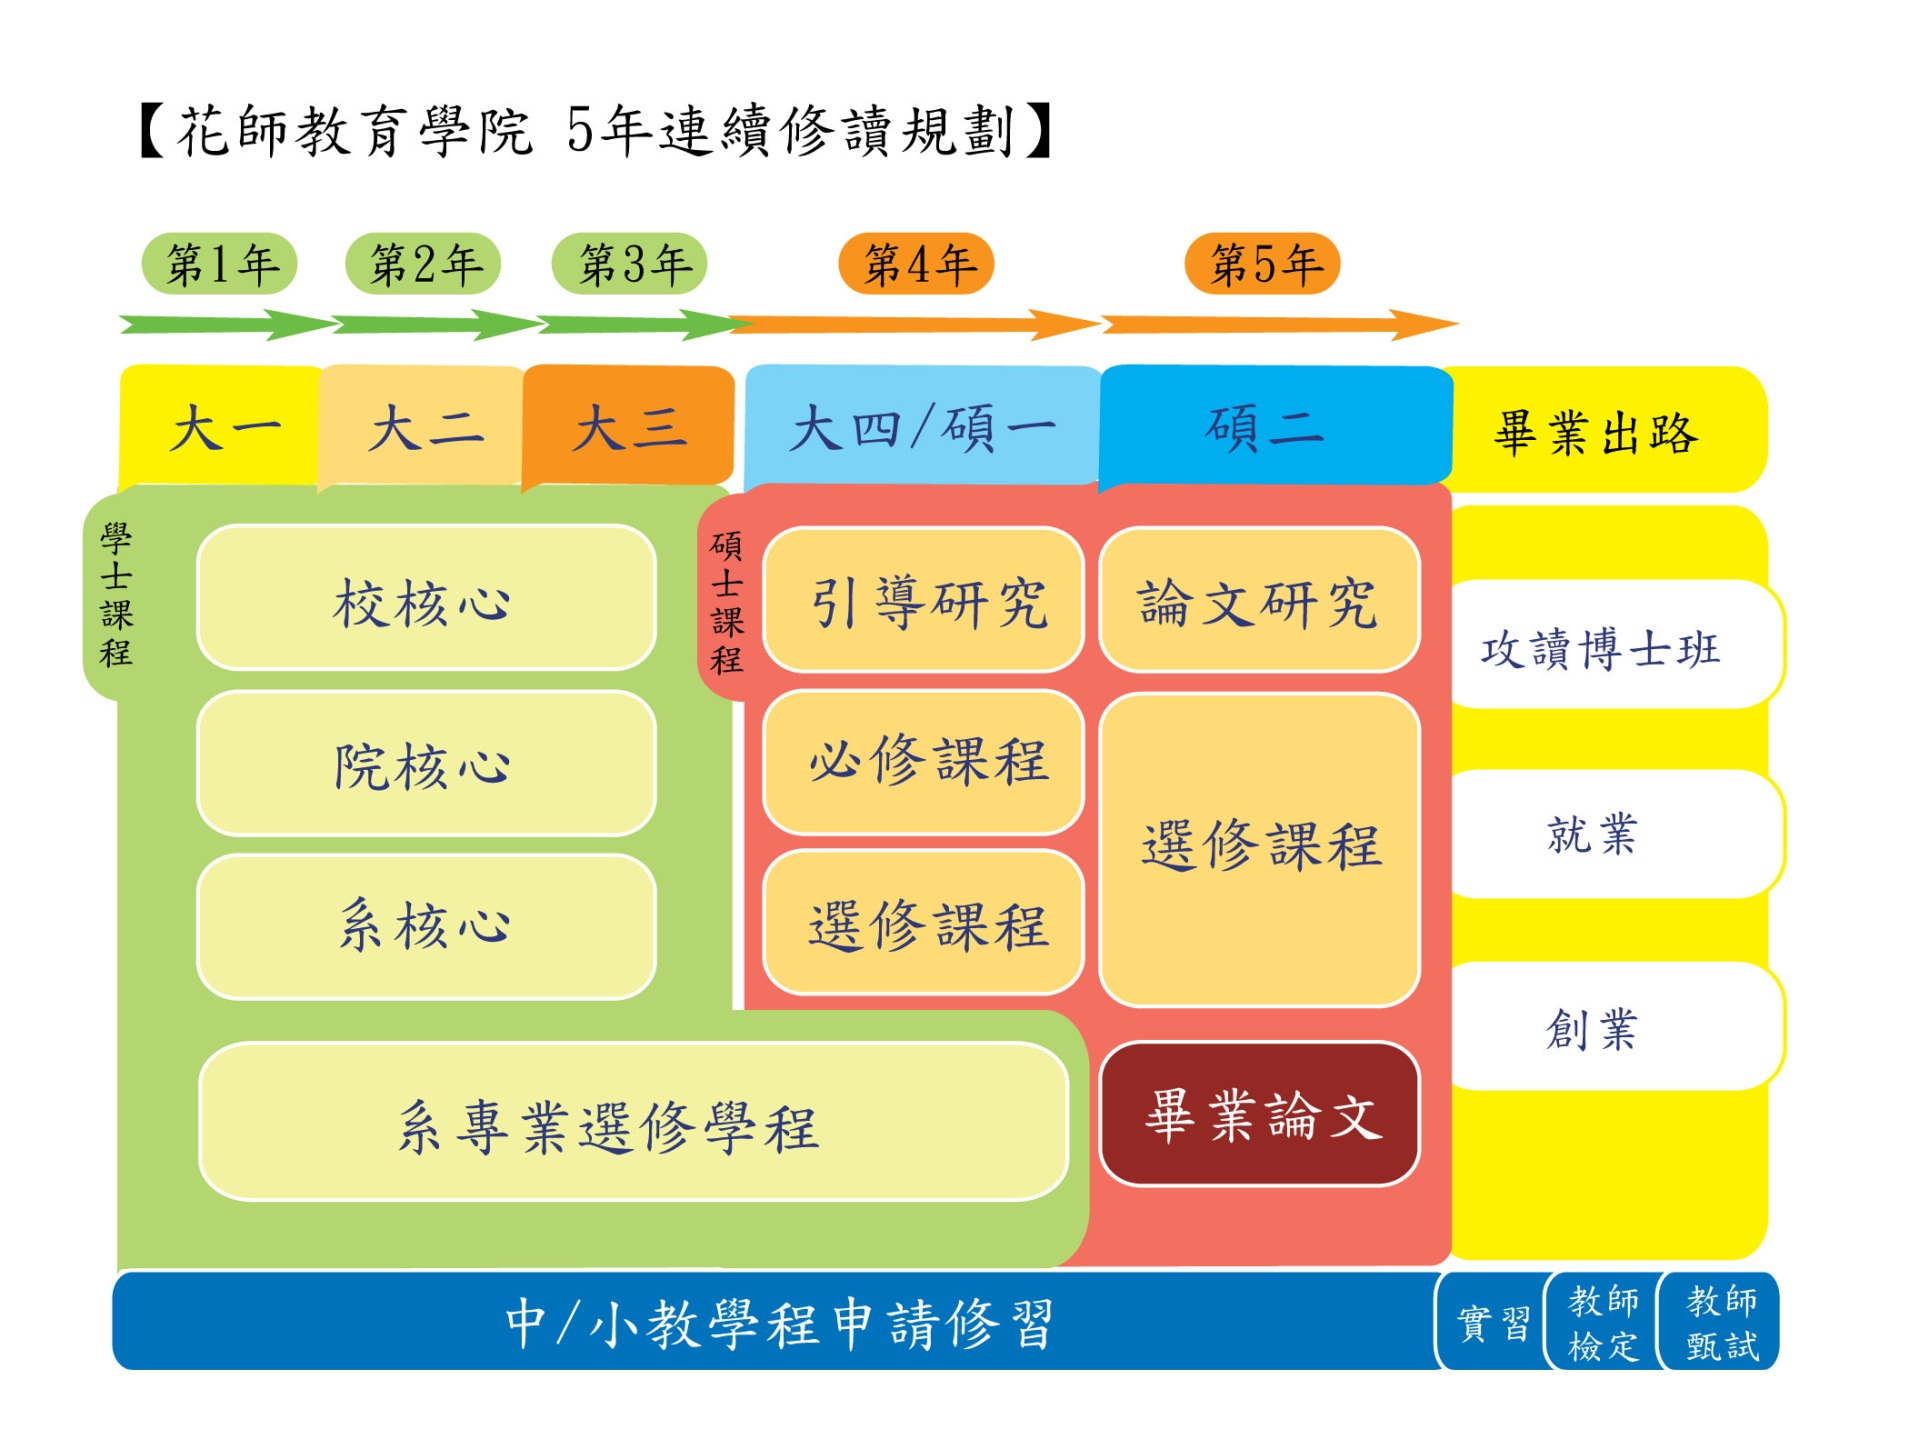 【花師教育學院 5年連續修讀規劃】
第1年
第2年
第3年
第4年
第5年
大一
大二
大三
大四/碩一
碩二
畢業出路
學士課程
校核心
院核心
系核心
系專業選修學程
碩士課程
引導研究
必修課程
選修課程
論文研究
選修課程
畢業論文
攻讀博士班
就業
創業
中/小教學程申請修習
實習
教師
檢定
教師
甄試